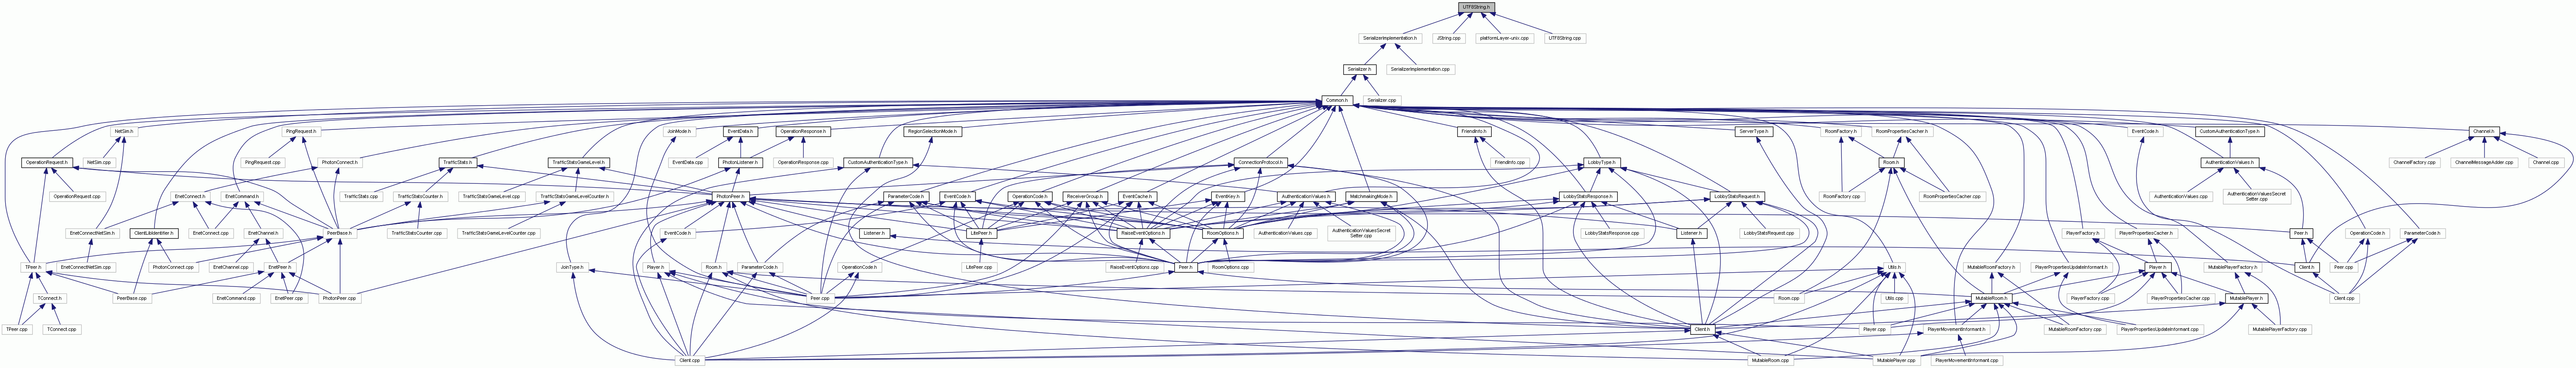 UTF8String.h
SerializerImplementation.h
JString.cpp
platformLayer-unix.cpp
UTF8String.cpp
Serializer.h
SerializerImplementation.cpp
Common.h
Serializer.cpp
NetSim.h
PingRequest.h
JoinMode.h
EventData.h
OperationResponse.h
RegionSelectionMode.h
FriendInfo.h
ServerType.h
RoomFactory.h
RoomPropertiesCacher.h
EventCode.h
CustomAuthenticationType.h
Channel.h
OperationRequest.h
NetSim.cpp
PingRequest.cpp
PhotonConnect.h
TrafficStats.h
TrafficStatsGameLevel.h
EventData.cpp
PhotonListener.h
OperationResponse.cpp
CustomAuthenticationType.h
ConnectionProtocol.h
FriendInfo.cpp
LobbyType.h
Room.h
AuthenticationValues.h
ChannelFactory.cpp
ChannelMessageAdder.cpp
Channel.cpp
OperationRequest.cpp
EnetConnect.h
EnetCommand.h
TrafficStats.cpp
TrafficStatsCounter.h
TrafficStatsGameLevel.cpp
TrafficStatsGameLevelCounter.h
PhotonPeer.h
ParameterCode.h
EventCode.h
OperationCode.h
ReceiverGroup.h
EventCache.h
EventKey.h
AuthenticationValues.h
MatchmakingMode.h
LobbyStatsResponse.h
LobbyStatsRequest.h
RoomFactory.cpp
RoomPropertiesCacher.cpp
AuthenticationValues.cpp
AuthenticationValuesSecret
Setter.cpp
EnetConnectNetSim.h
ClientLibIdentifier.h
EnetConnect.cpp
EnetChannel.h
PeerBase.h
TrafficStatsCounter.cpp
TrafficStatsGameLevelCounter.cpp
EventCode.h
Listener.h
LitePeer.h
RaiseEventOptions.h
RoomOptions.h
AuthenticationValues.cpp
AuthenticationValuesSecret
Setter.cpp
LobbyStatsResponse.cpp
Listener.h
LobbyStatsRequest.cpp
PlayerFactory.h
PlayerPropertiesCacher.h
Peer.h
OperationCode.h
ParameterCode.h
TPeer.h
EnetConnectNetSim.cpp
PhotonConnect.cpp
EnetChannel.cpp
EnetPeer.h
JoinType.h
Player.h
Room.h
ParameterCode.h
OperationCode.h
LitePeer.cpp
RaiseEventOptions.cpp
Peer.h
RoomOptions.cpp
Utils.h
MutableRoomFactory.h
PlayerPropertiesUpdateInformant.h
Player.h
MutablePlayerFactory.h
Client.h
Peer.cpp
TConnect.h
PeerBase.cpp
EnetCommand.cpp
EnetPeer.cpp
PhotonPeer.cpp
Peer.cpp
Room.cpp
Utils.cpp
MutableRoom.h
PlayerFactory.cpp
PlayerPropertiesCacher.cpp
MutablePlayer.h
Client.cpp
TPeer.cpp
TConnect.cpp
Client.h
Player.cpp
PlayerMovementInformant.h
MutableRoomFactory.cpp
PlayerPropertiesUpdateInformant.cpp
MutablePlayerFactory.cpp
Client.cpp
MutableRoom.cpp
MutablePlayer.cpp
PlayerMovementInformant.cpp